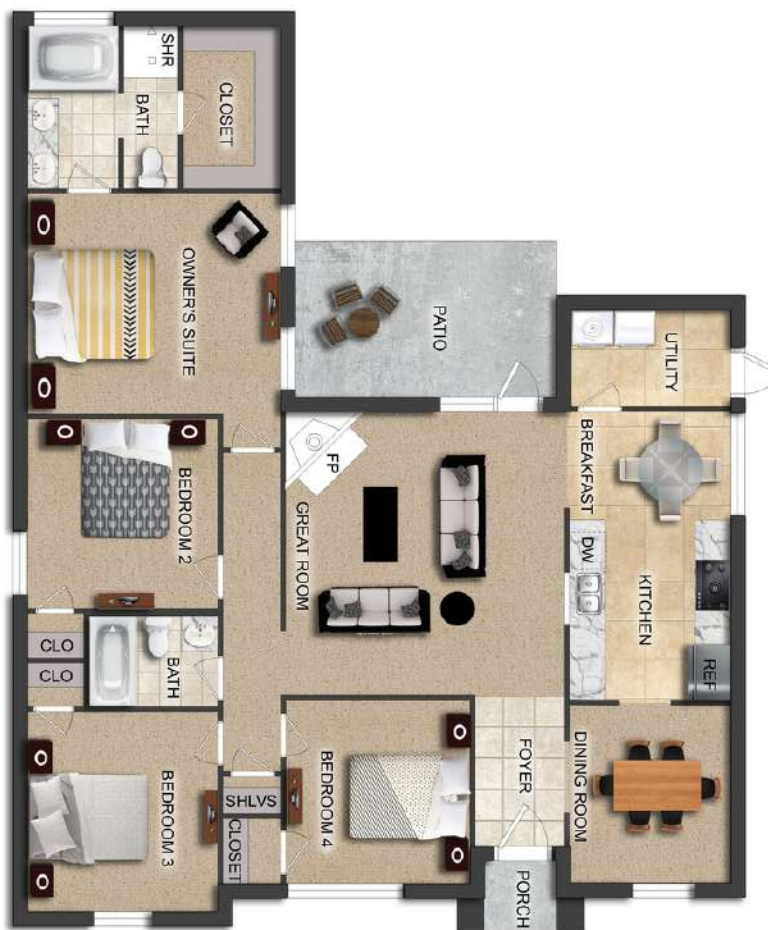 SHR
BATH
CLOSET
OWNER'S SUITE
PATIO
UTILITY
BREAKFAST
BEDROOM 2
FP
GREAT ROOM
DW
KITCHEN
REF
CLO
CLO
BATH
BEDROOM 3
SHLVS
CLOSET
BEDROOM 4
FOYER
DINING ROOM
PORCH